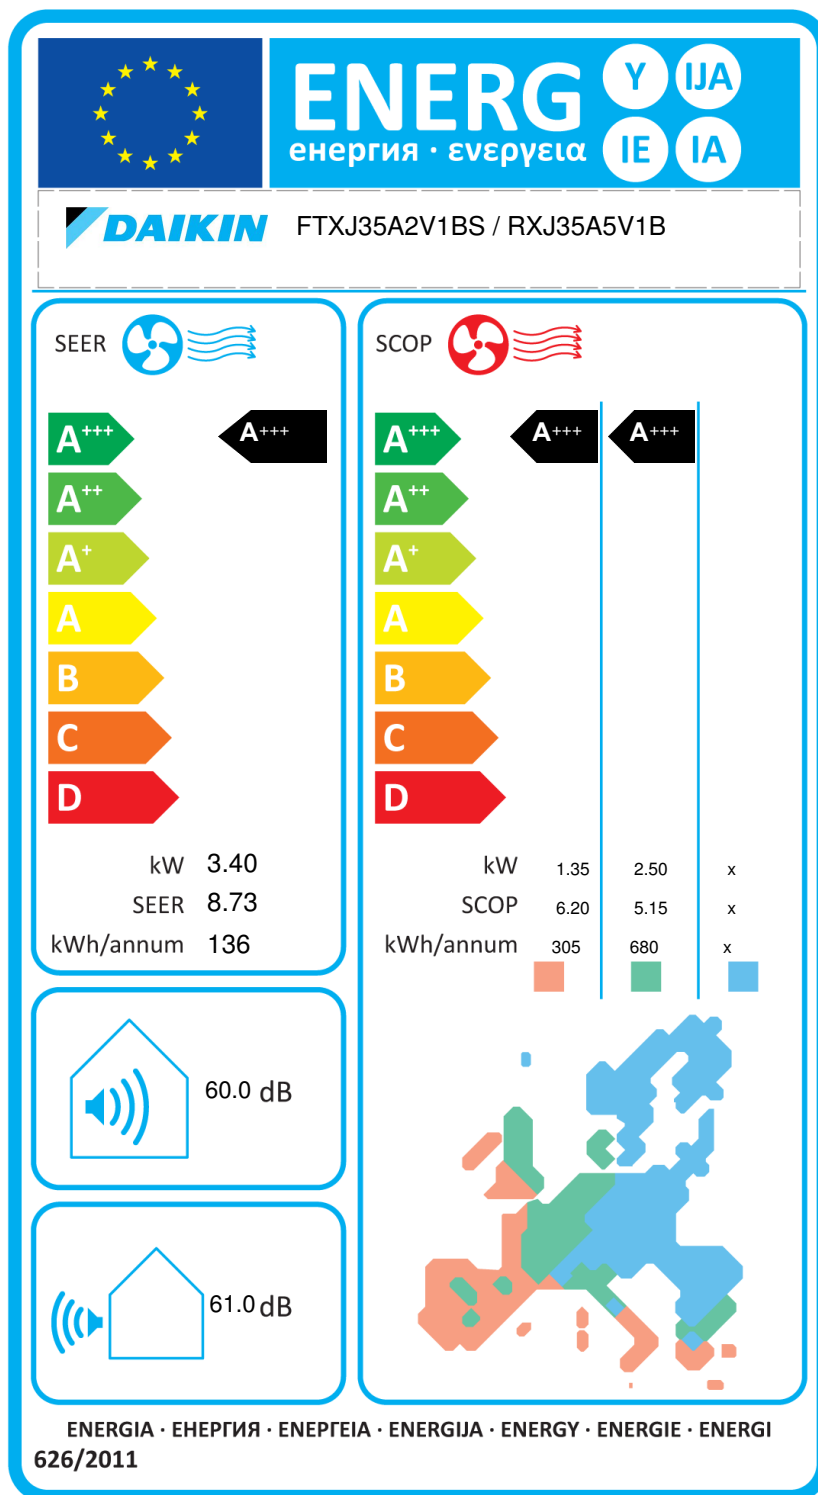 ENERG
енергия · ενεργεια
Y IJA
IE IA
DAIKIN FTXJ35A2V1BS / RXJ35A5V1B
SEER
A+++ A+++
A++
A+
A
B
C
D
kW 3.40
SEER 8.73
kWh/annum 136
SCOP
A+++ A+++ A+++
A++
A+
A
B
C
D
kW 1.35 2.50 x
SCOP 6.20 5.15 x
kWh/annum 305 680 x
60.0 dB
61.0 dB
ENERGIA · ЕНЕРГИЯ · ΕΝΕΡΓΕΙΑ · ENERGIJA · ENERGY · ENERGIE · ENERGI
626/2011